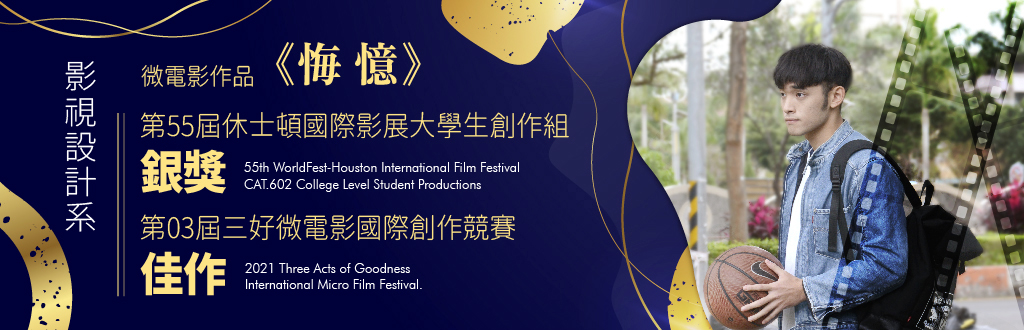 影視設計系
微電影作品《悔憶》
第55屆休士頓國際影展大學生創作組
銀獎
55th WorldFest-Houston International Film Festival
CAT.602 College Level Student Productions
第03屆三好微電影國際創作競賽
佳作
2021 Three Acts of Goodness
International Micro Film Festival.